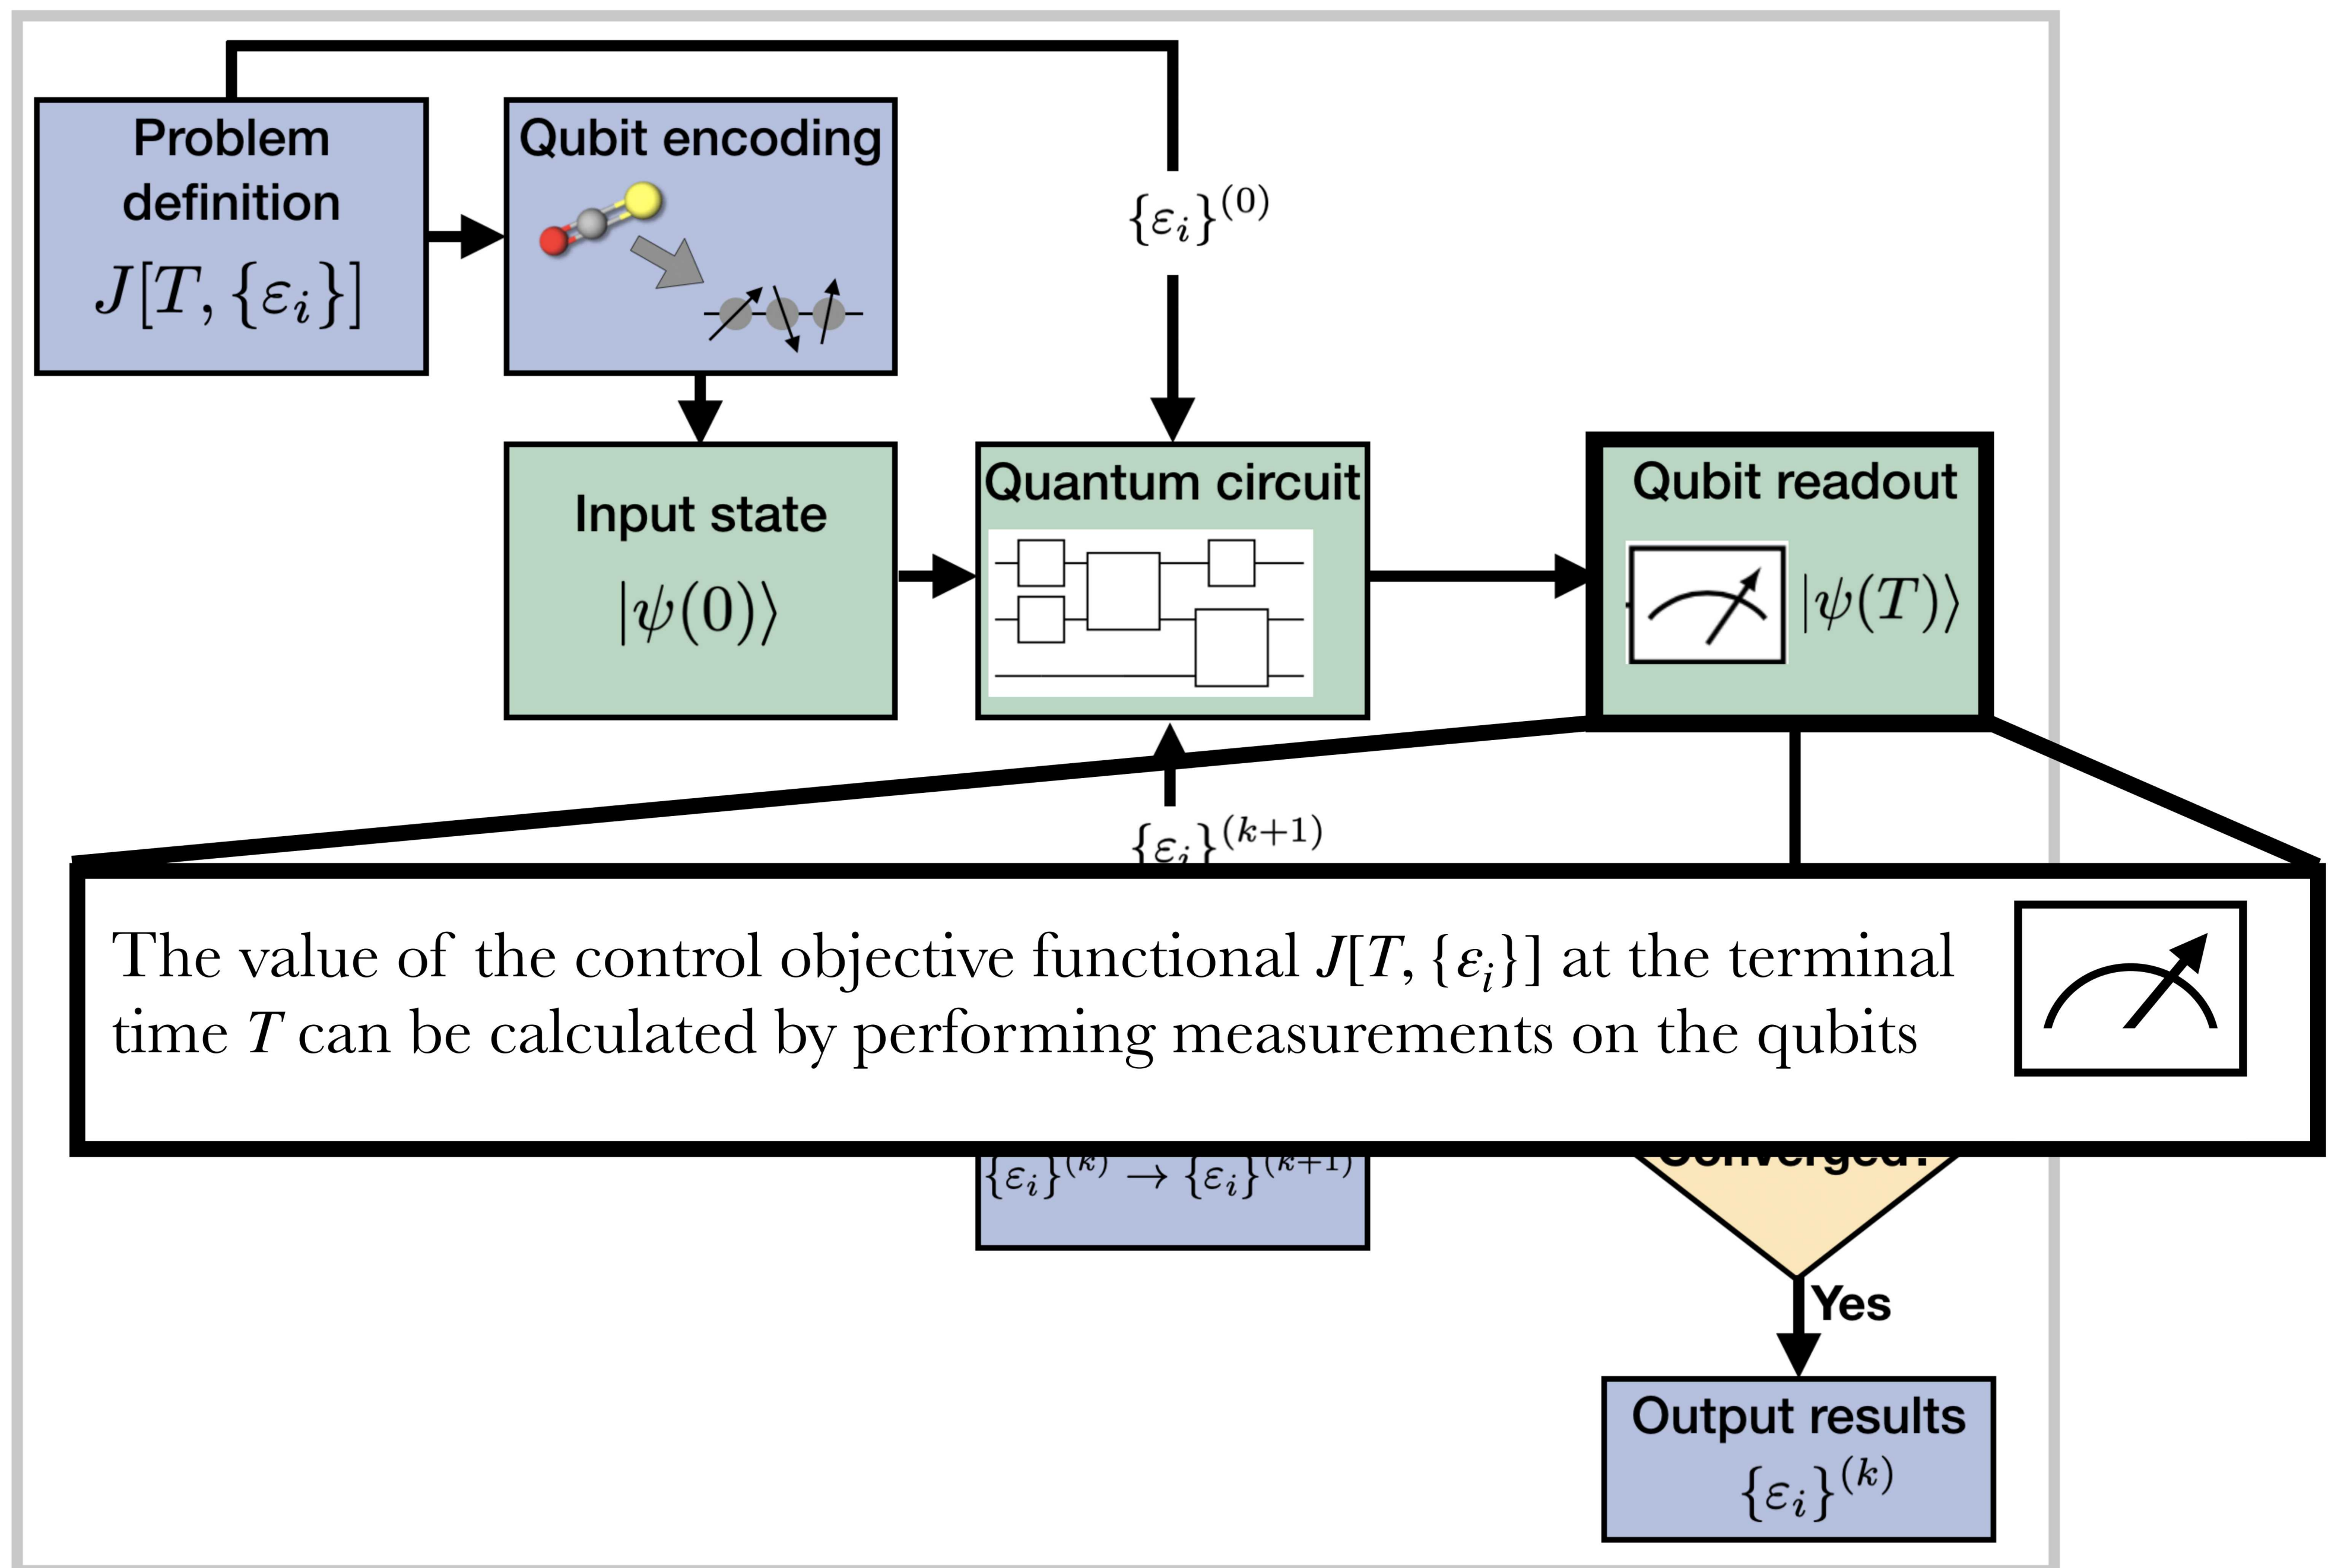 Problem
definition
J[T, {εᵢ}]
Qubit encoding
{εᵢ}⁽⁰⁾
Input state
|ψ(0)⟩
Quantum circuit
Qubit readout
|ψ(T)⟩
{εᵢ}⁽ᵏ⁺¹⁾
The value of the control objective functional J[T, {εᵢ}] at the terminal
time T can be calculated by performing measurements on the qubits
{εᵢ}⁽ᵏ⁾ → {εᵢ}⁽ᵏ⁺¹⁾
Converged?
Yes
Output results
{εᵢ}⁽ᵏ⁾